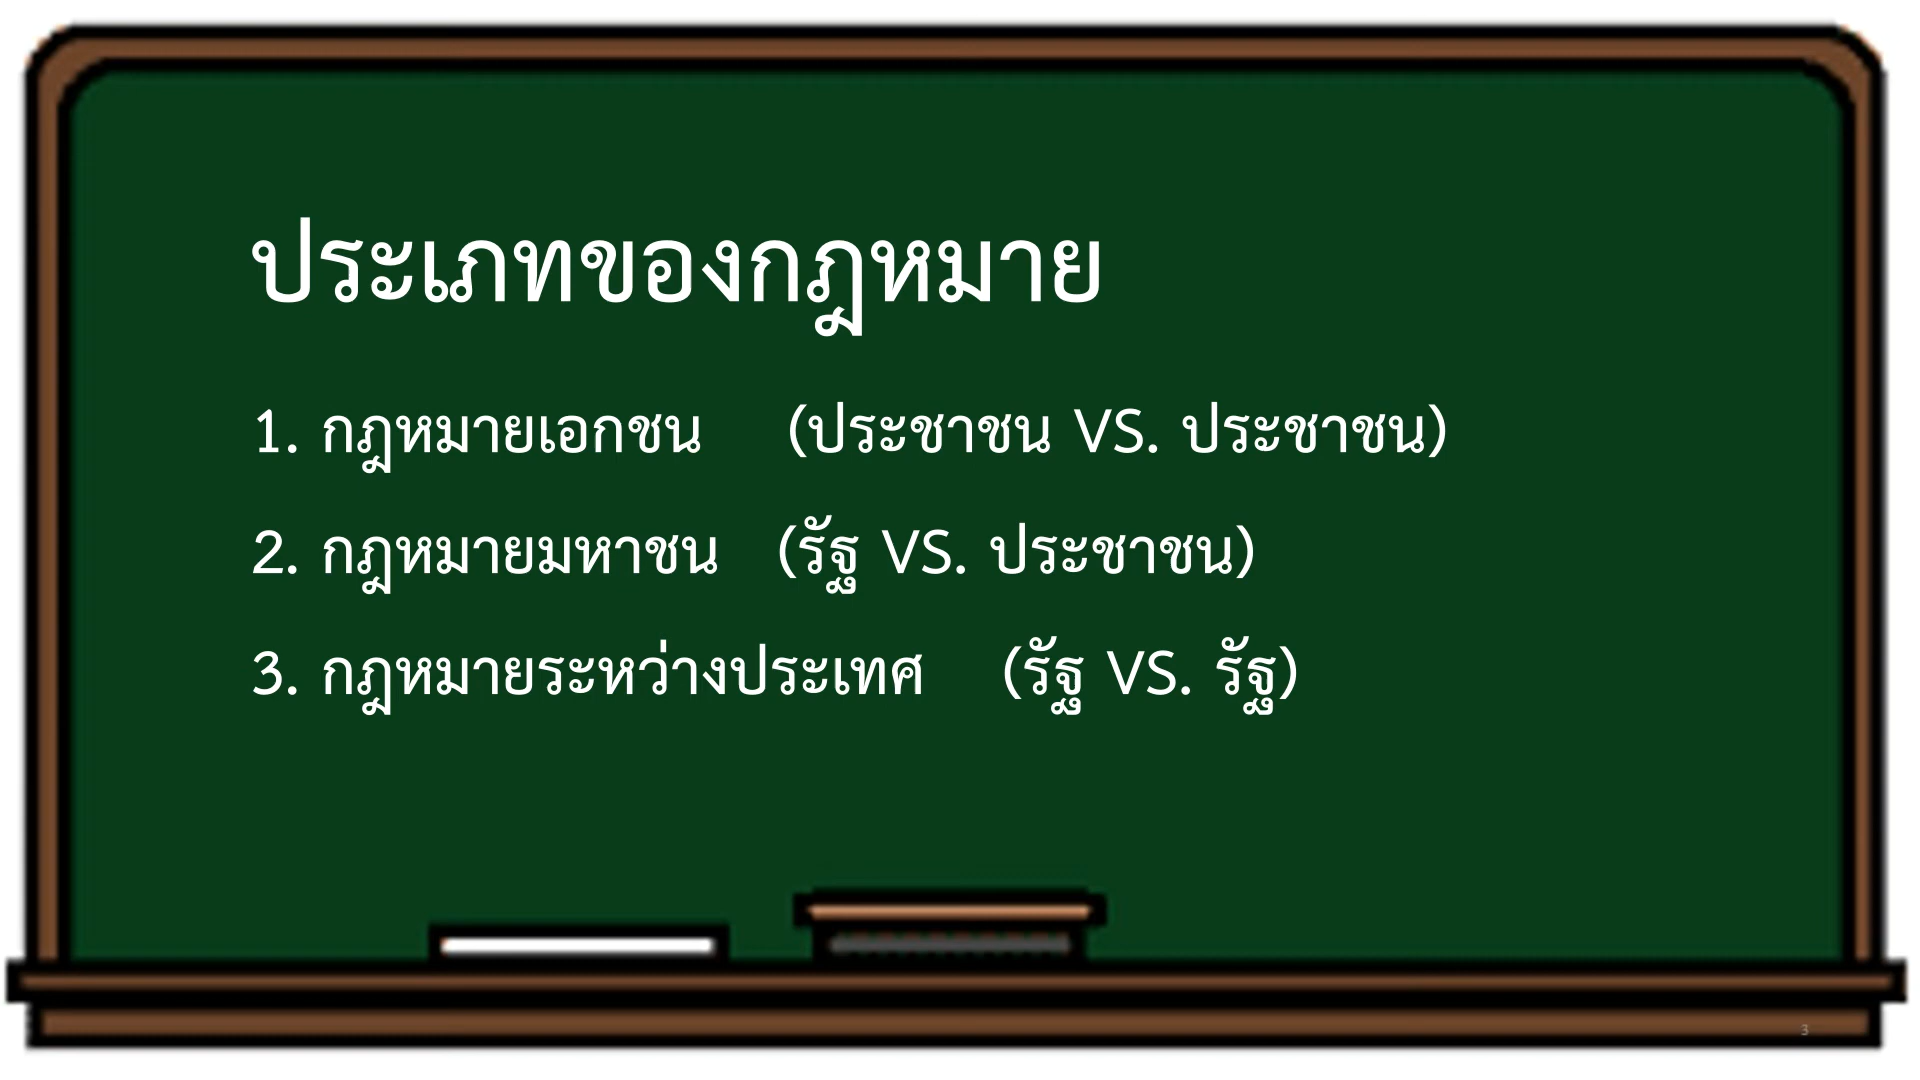 ประเภทของกฎหมาย
1. กฎหมายเอกชน (ประชาชน VS. ประชาชน)
2. กฎหมายมหาชน (รัฐ VS. ประชาชน)
3. กฎหมายระหว่างประเทศ (รัฐ VS. รัฐ)
3